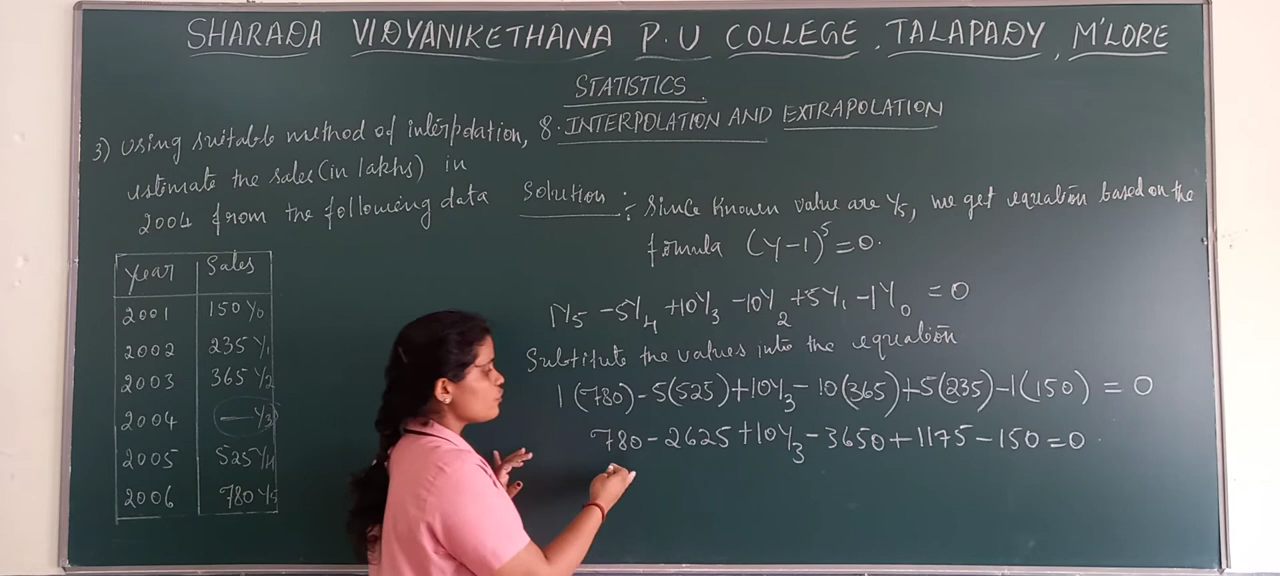 SHARADA VIDYANIKETHANA P.U COLLEGE, TALAPADY, M'LORE
STATISTICS
8. INTERPOLATION AND EXTRAPOLATION
3) Using suitable method of interpolation,
estimate the sales (in lakhs) in
2004 from the following data
Year Sales
2001 150 y₀
2002 235 y₁
2003 365 y₂
2004 — y₃
2005 525 y₄
2006 780 y₅
Solution :- Since known value are y₅, we get equation based on the
formula (y-1)⁵=0.
1y₅ -5y₄ +10y₃ -10y₂ +5y₁ -1y₀ = 0
Substitute the values into the equation
1(780)-5(525)+10y₃-10(365)+5(235)-1(150) = 0
780-2625+10y₃-3650+1175-150=0.